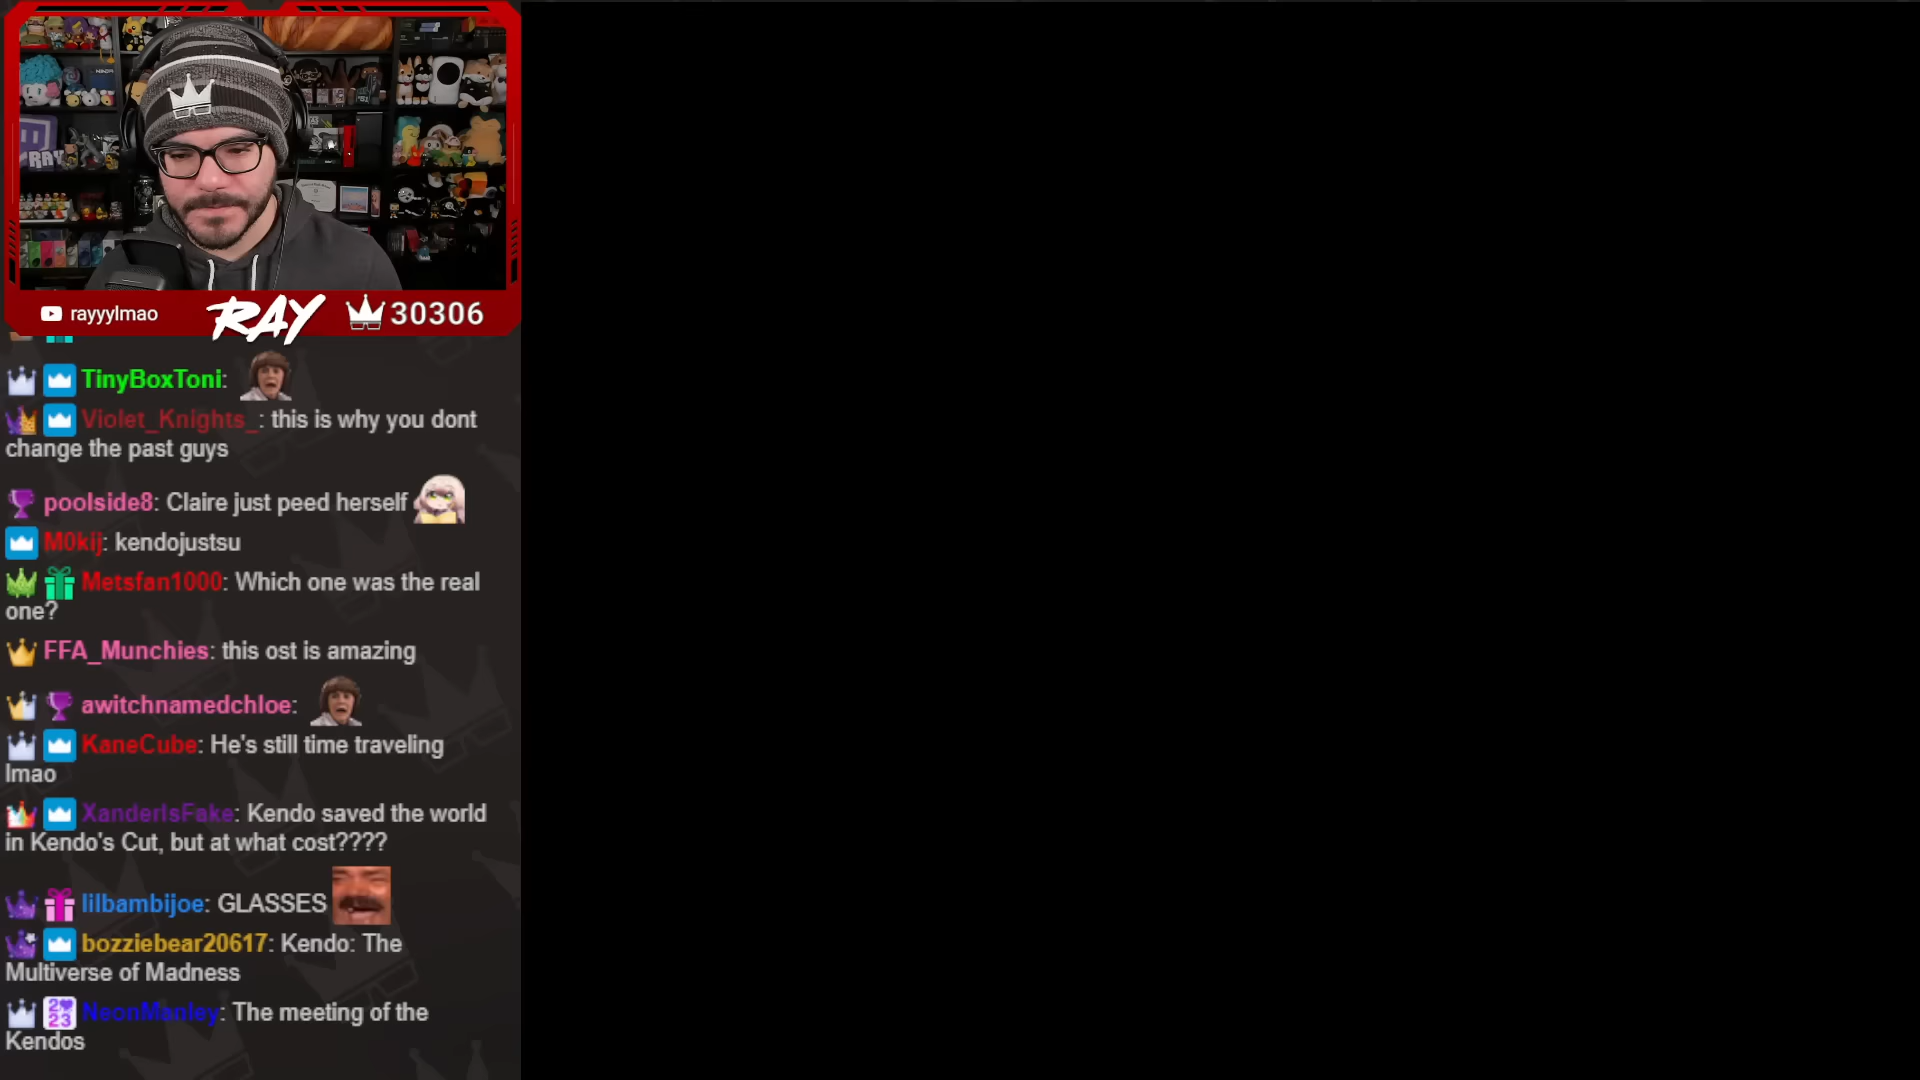 rayyylmao RAY 30306
TinyBoxToni:
Violet_Knights_: this is why you dont
change the past guys
poolside8: Claire just peed herself
M0kij: kendojustsu
Metsfan1000: Which one was the real
one?
FFA_Munchies: this ost is amazing
awitchnamedchloe:
KaneCube: He's still time traveling
lmao
XanderIsFake: Kendo saved the world
in Kendo's Cut, but at what cost????
lilbambijoe: GLASSES
bozziebear20617: Kendo: The
Multiverse of Madness
NeonManley: The meeting of the
Kendos